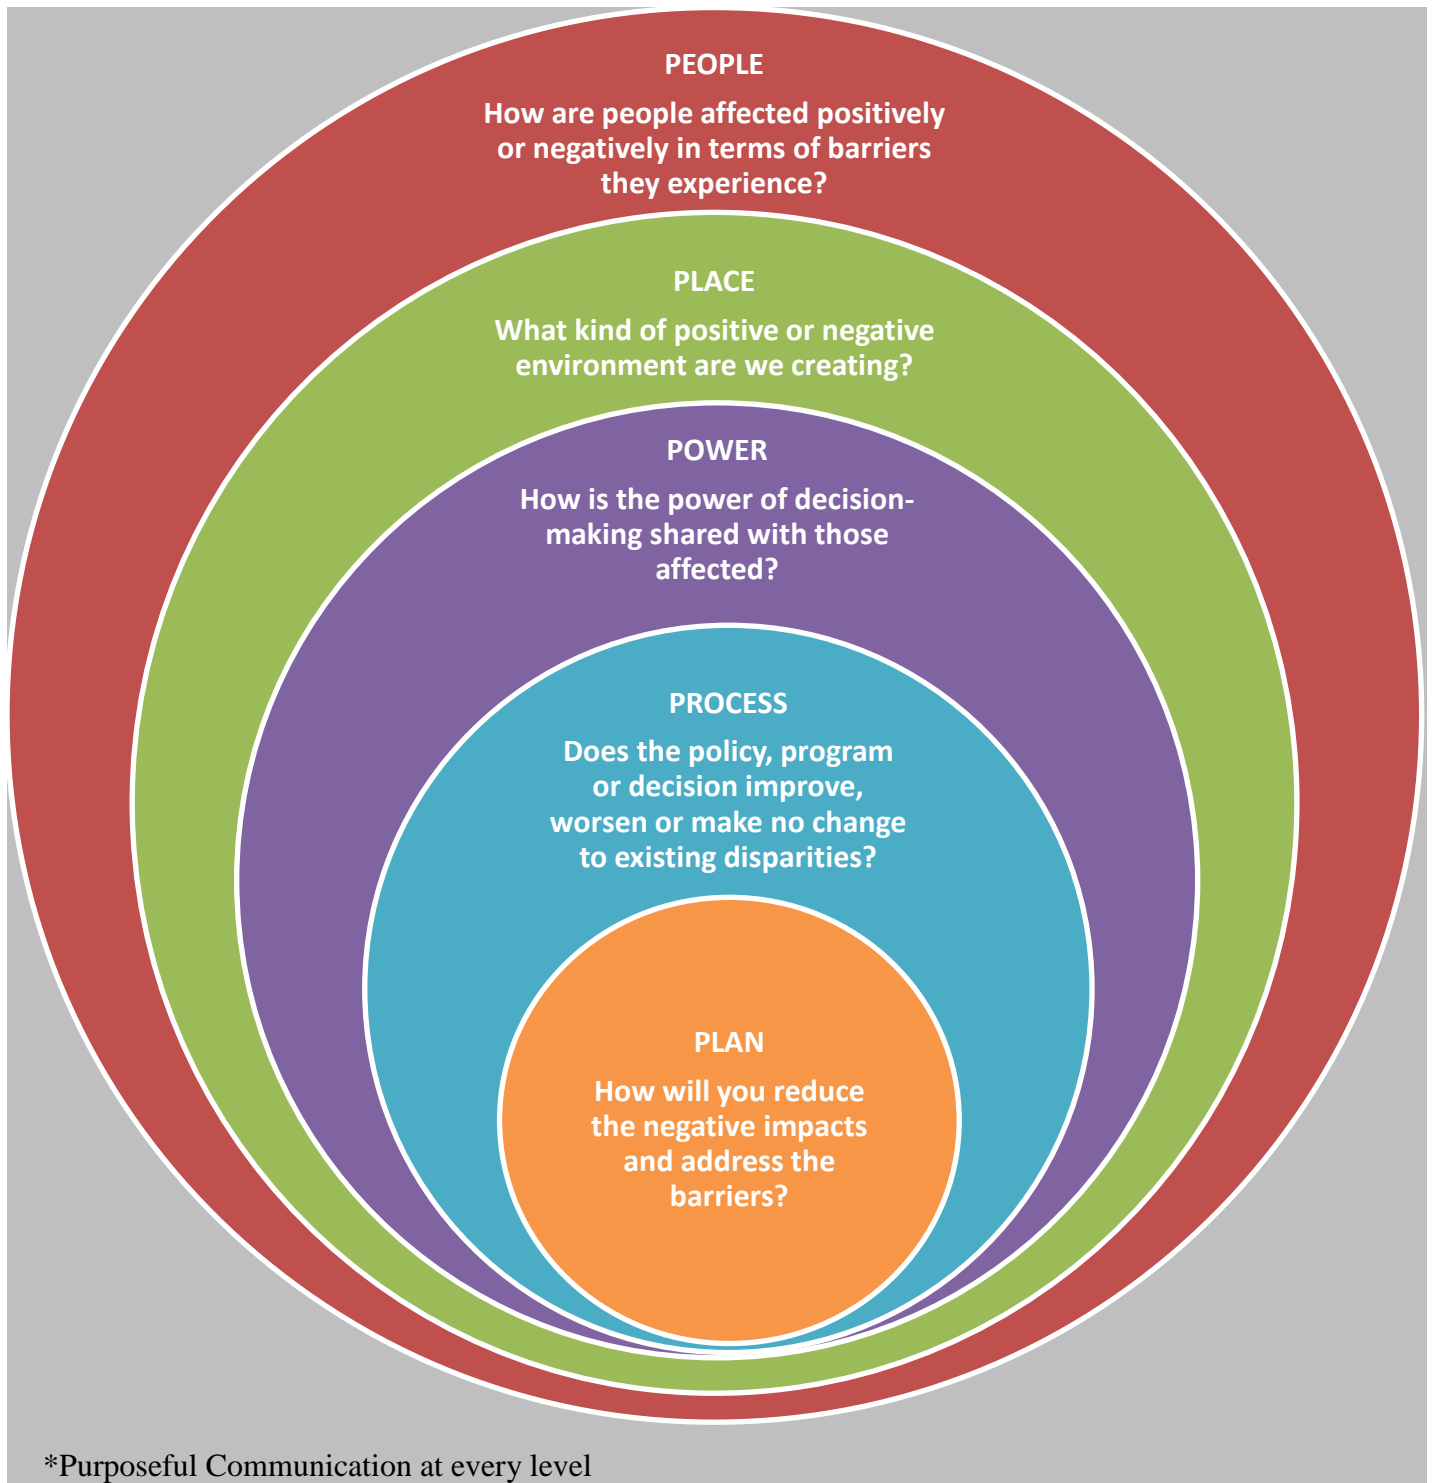 PEOPLE
How are people affected positively
or negatively in terms of barriers
they experience?
PLACE
What kind of positive or negative
environment are we creating?
POWER
How is the power of decision-
making shared with those
affected?
PROCESS
Does the policy, program
or decision improve,
worsen or make no change
to existing disparities?
PLAN
How will you reduce
the negative impacts
and address the
barriers?
*Purposeful Communication at every level